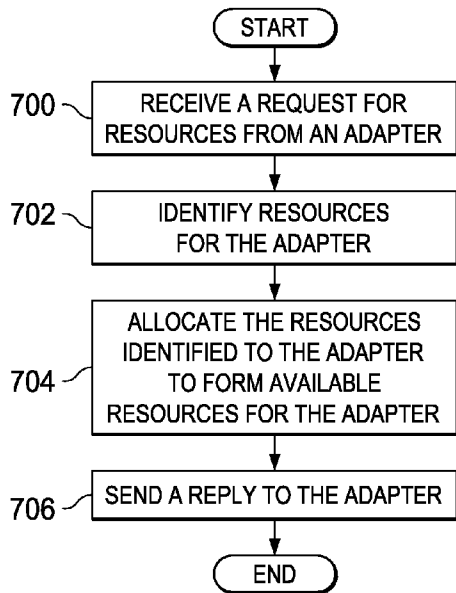 START
700
RECEIVE A REQUEST FOR
RESOURCES FROM AN ADAPTER
702
IDENTIFY RESOURCES
FOR THE ADAPTER
704
ALLOCATE THE RESOURCES
IDENTIFIED TO THE ADAPTER
TO FORM AVAILABLE
RESOURCES FOR THE ADAPTER
706
SEND A REPLY TO THE ADAPTER
END